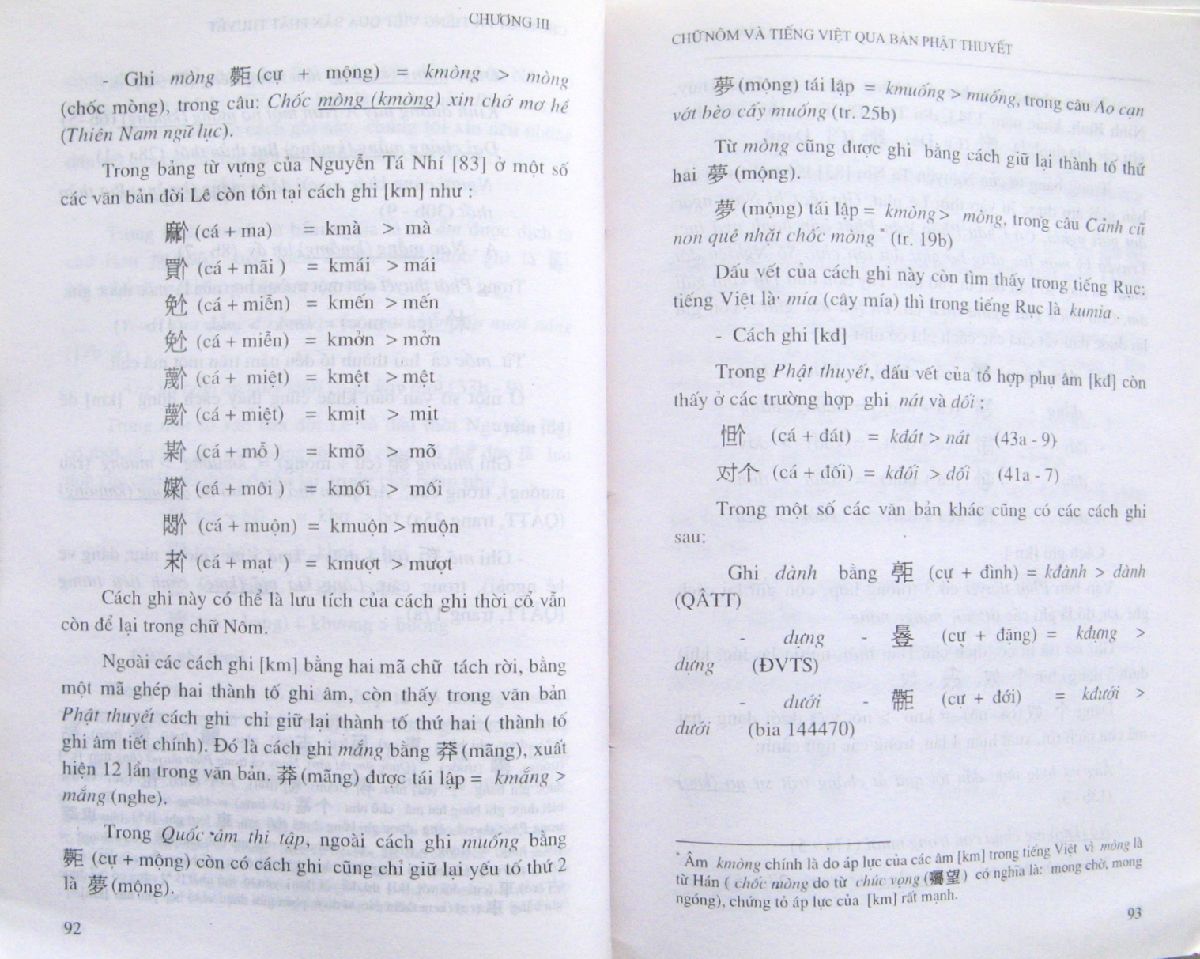 CHƯƠNG III
- Ghi mòng (cự + mộng) = kmòng > mòng
(chốc mòng), trong câu: Chốc mòng (kmòng) xin chớ mơ hề
(Thiên Nam ngữ lục).
Trong bảng từ vựng của Nguyễn Tá Nhí [83] ở một số
các văn bản đời Lê còn tồn tại cách ghi [km] như :
(cá + ma) = kmà > mà
(cá + mãi ) = kmái > mái
(cá + miễn) = kmến > mến
(cá + miễn) = kmởn > mởn
(cá + miệt) = kmệt > mệt
(cá + miệt) = kmịt > mịt
(cá + mỗ ) = kmõ > mõ
(cá + môi ) = kmối > mối
(cá + muộn) = kmuộn > muộn
(cá + mạt ) = kmượt > mượt
Cách ghi này có thể là lưu tích của cách ghi thời cổ vẫn
còn để lại trong chữ Nôm.
Ngoài các cách ghi [km] bằng hai mã chữ tách rời, bằng
một mã ghép hai thành tố ghi âm, còn thấy trong văn bản
Phật thuyết cách ghi chỉ giữ lại thành tố thứ hai ( thành tố
ghi âm tiết chính). Đó là cách ghi mắng bằng 莽 (mãng), xuất
hiện 12 lần trong văn bản, 莽 (mãng) được tái lập = kmắng >
mắng (nghe).
Trong Quốc âm thi tập, ngoài cách ghi muống bằng
(cự + mộng) còn có cách ghi cũng chỉ giữ lại yếu tố thứ 2
là 夢 (mộng).
92
CHỮ NÔM VÀ TIẾNG VIỆT QUA BẢN PHẬT THUYẾT
夢 (mộng) tái lập = kmuống > muống, trong câu Ao cạn
vớt bèo cấy muống (tr. 25b)
Từ mòng cũng được ghi bằng cách giữ lại thành tố thứ
hai 夢 (mộng).
夢 (mộng) tái lập = kmòng > mòng, trong câu Cảnh cũ
non quê nhặt chốc mòng * (tr. 19b)
Dấu vết của cách ghi này còn tìm thấy trong tiếng Rục:
tiếng Việt là mía (cây mía) thì trong tiếng Rục là kumia .
- Cách ghi [kđ]
Trong Phật thuyết, dấu vết của tổ hợp phụ âm [kđ] còn
thấy ở các trường hợp ghi nát và dối :
(cá + đát) = kđát > nát (43a - 9)
对个 (cá + đối) = kđối > dối (41a - 7)
Trong một số các văn bản khác cũng có các cách ghi
sau:
Ghi dành bằng (cự + đình) = kđành > dành
(QÂTT)
- dưng - (cự + đặng) = kđưng >
dưng (ĐVTS)
- dưới - (cự + đới) = kđưới >
dưới (bia 144470)
* Âm kmòng chính là do áp lực của các âm [km] trong tiếng Việt vì mòng là
từ Hán ( chốc mòng do từ chúc vọng (矚望) có nghĩa là: mong chờ, mong
ngóng), chứng tỏ áp lực của [km] rất mạnh.
93